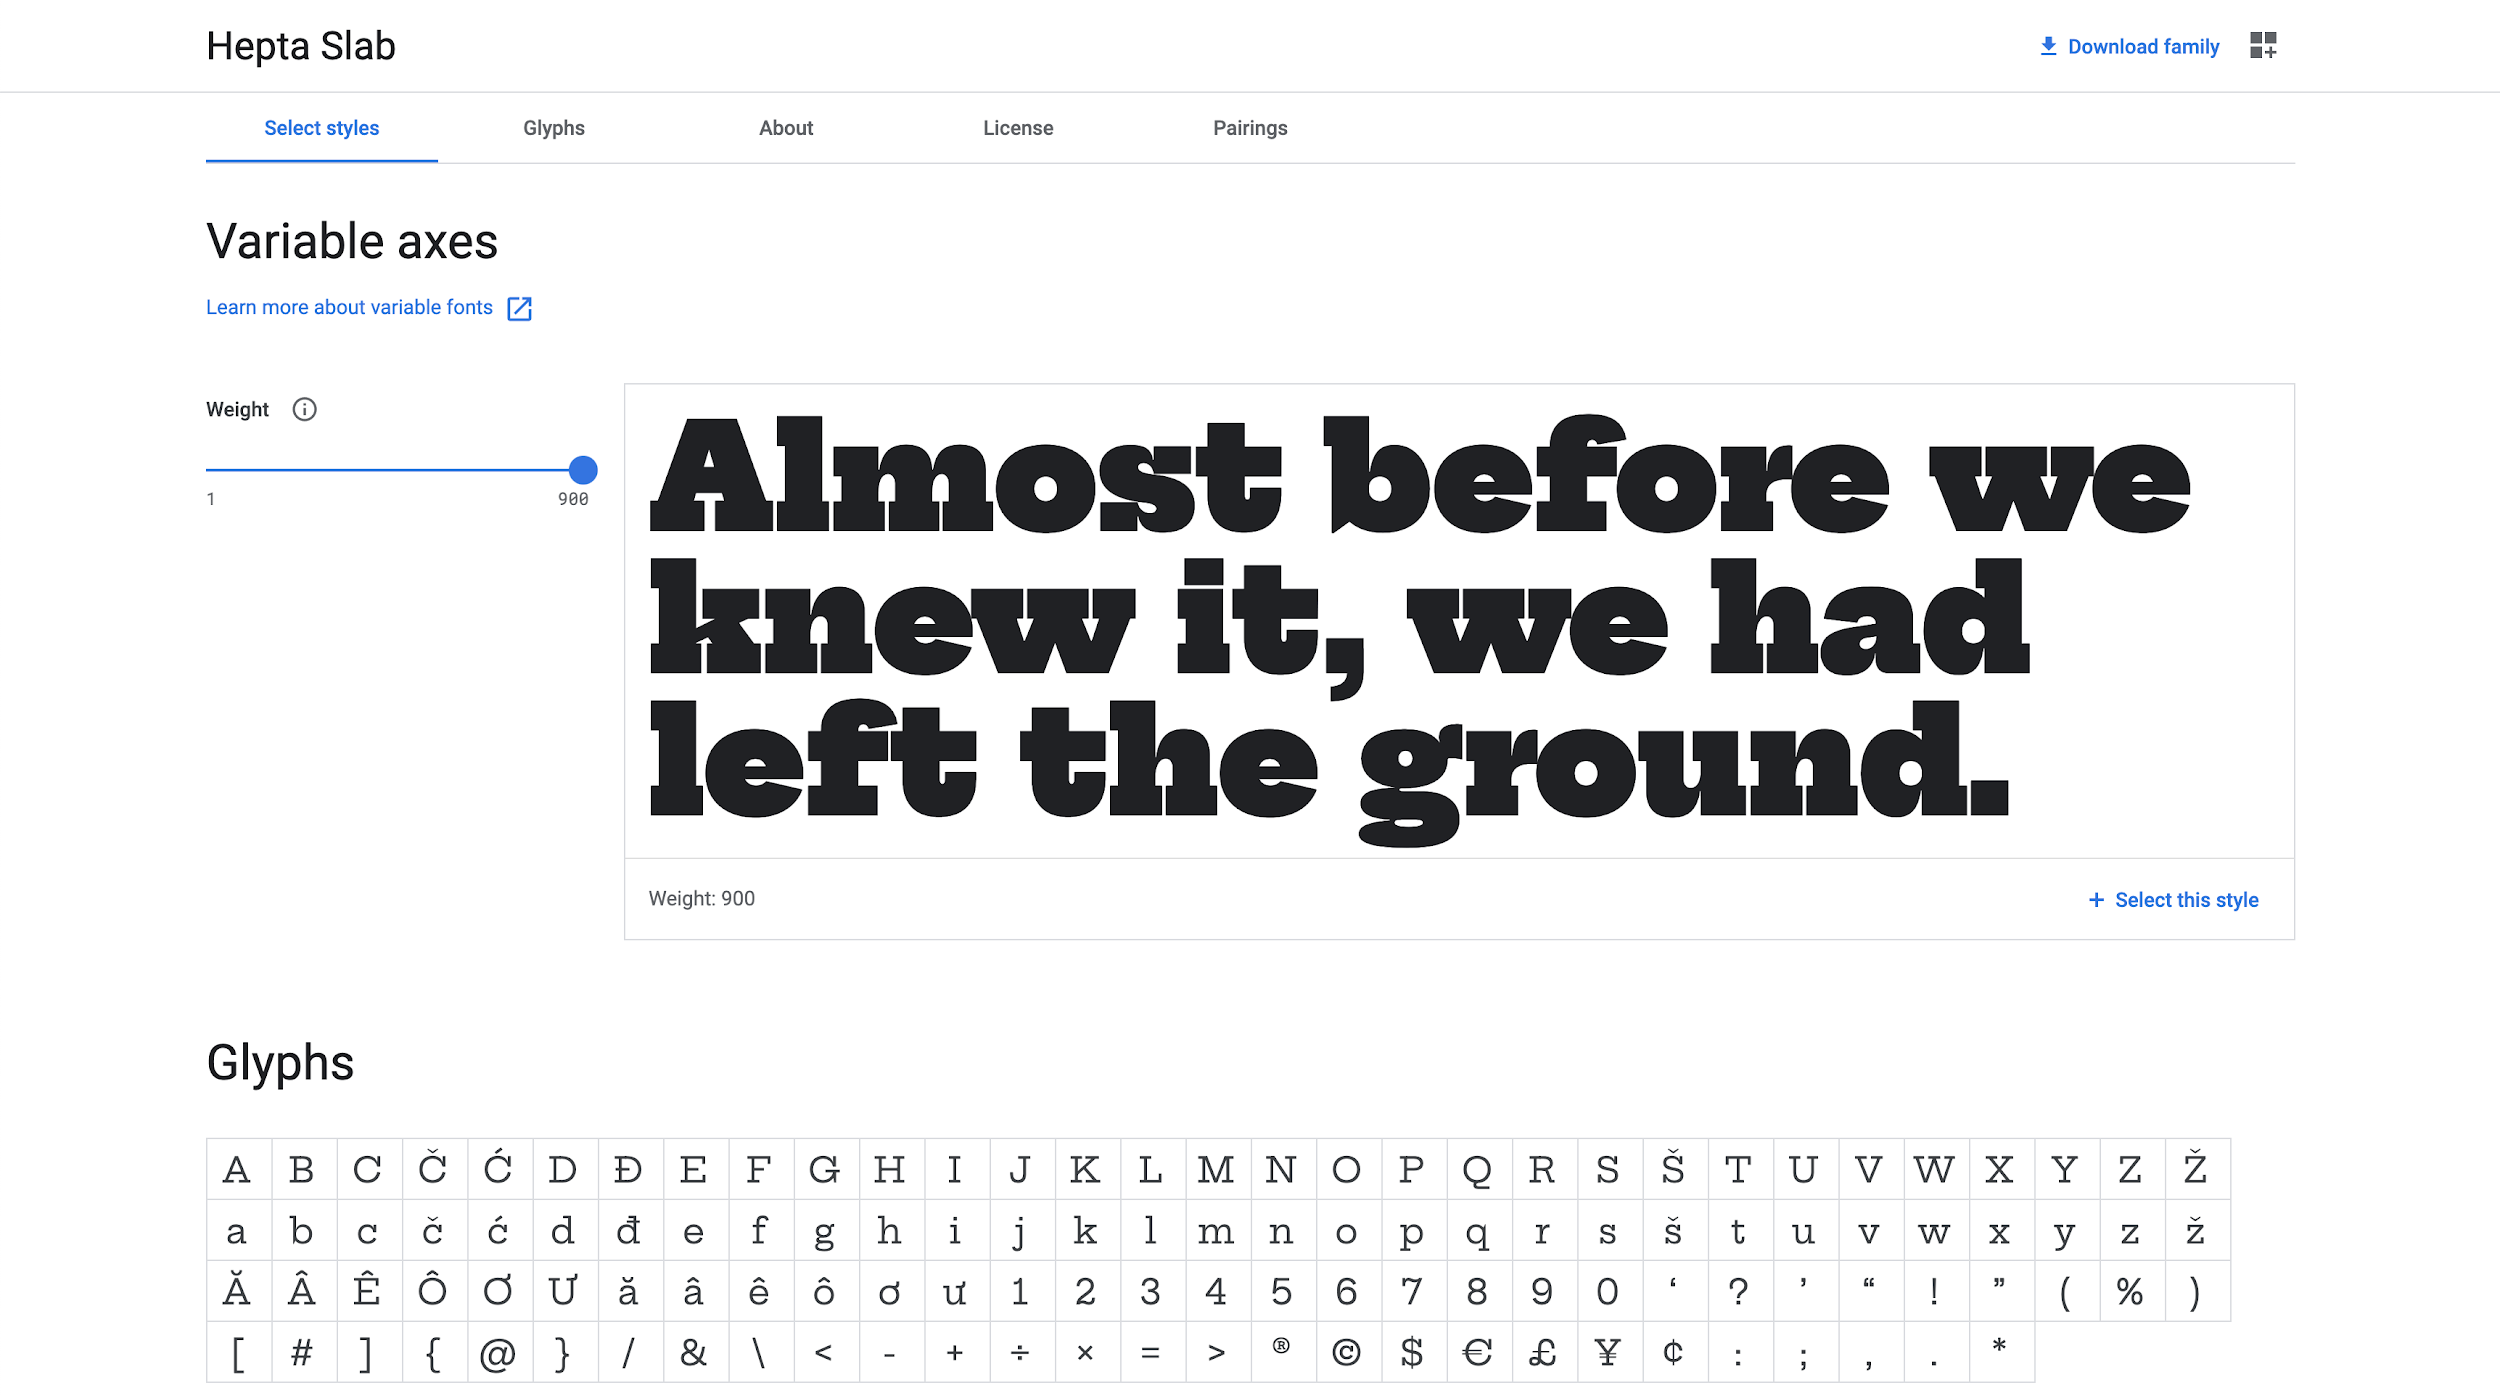 Hepta Slab
Download family
Select styles Glyphs About License Pairings
Variable axes
Learn more about variable fonts
Weight
1 900
Almost before we
knew it, we had
left the ground.
Weight: 900
+ Select this style
Glyphs
A B C Č Ć D Đ E F G H I J K L M N O P Q R S Š T U V W X Y Z Ž
a b c č ć d đ e f g h i j k l m n o p q r s š t u v w x y z ž
Ă Â Ê Ô Ơ Ư ă â ê ô ơ ư 1 2 3 4 5 6 7 8 9 0 ‘ ? ’ “ ! ” ( % )
[ # ] { @ } / & \ < - + ÷ × = > ® © $ € £ ¥ ¢ : ; , . *